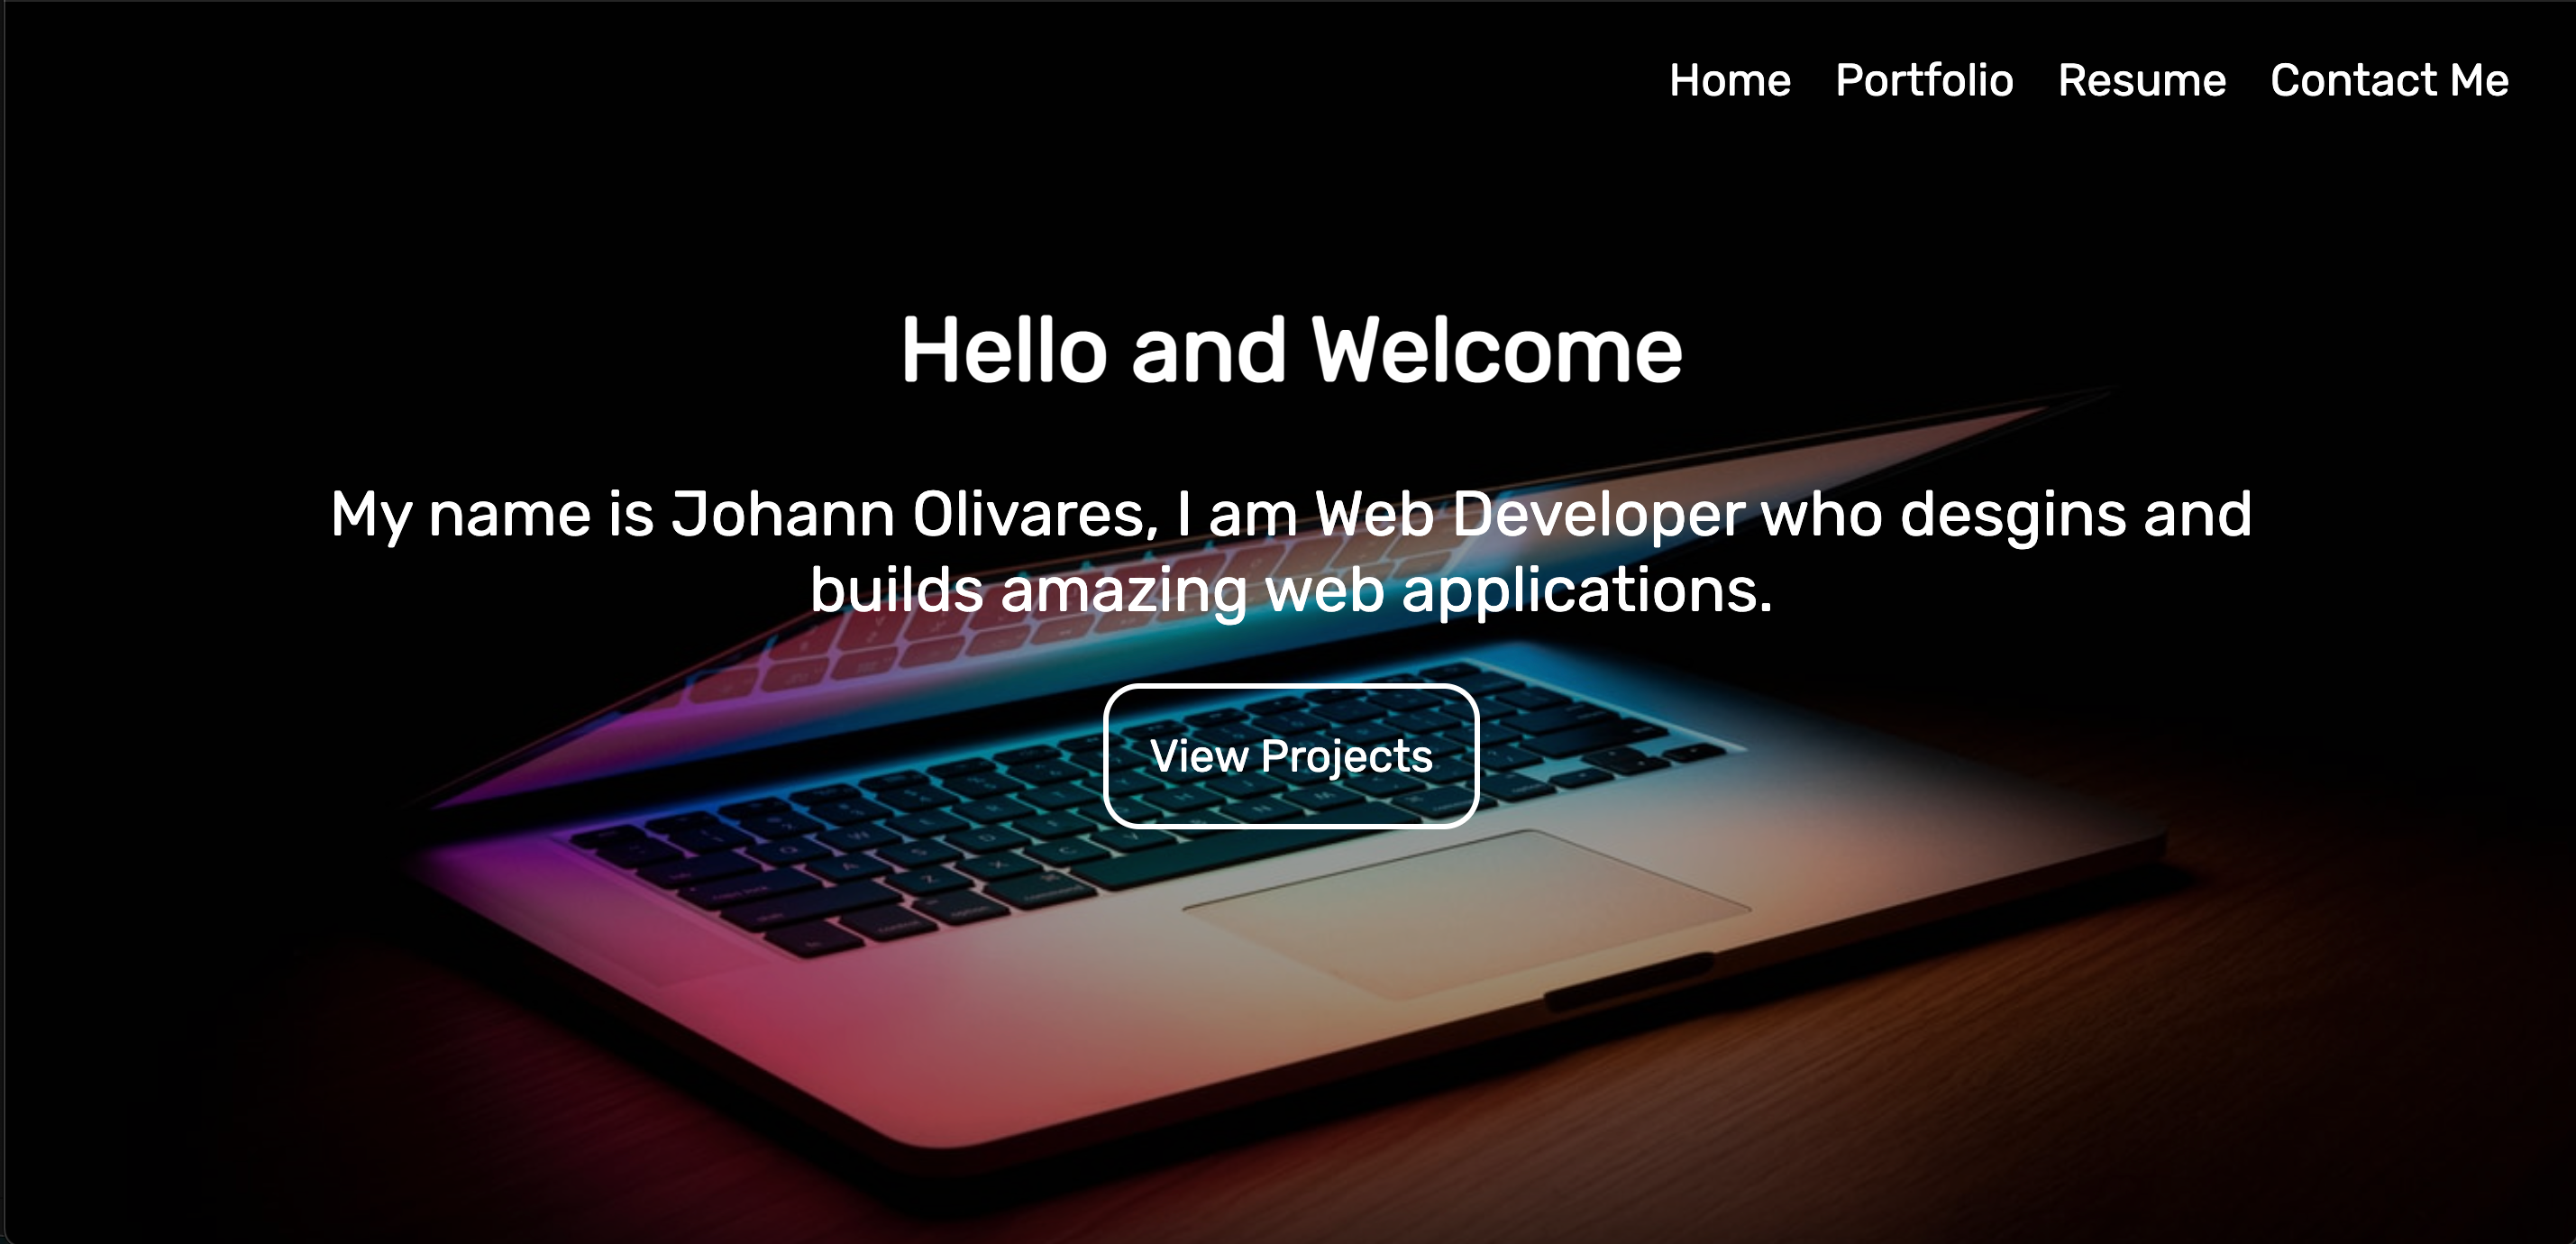 Home Portfolio Resume Contact Me
Hello and Welcome
My name is Johann Olivares, I am Web Developer who desgins and
builds amazing web applications.
View Projects